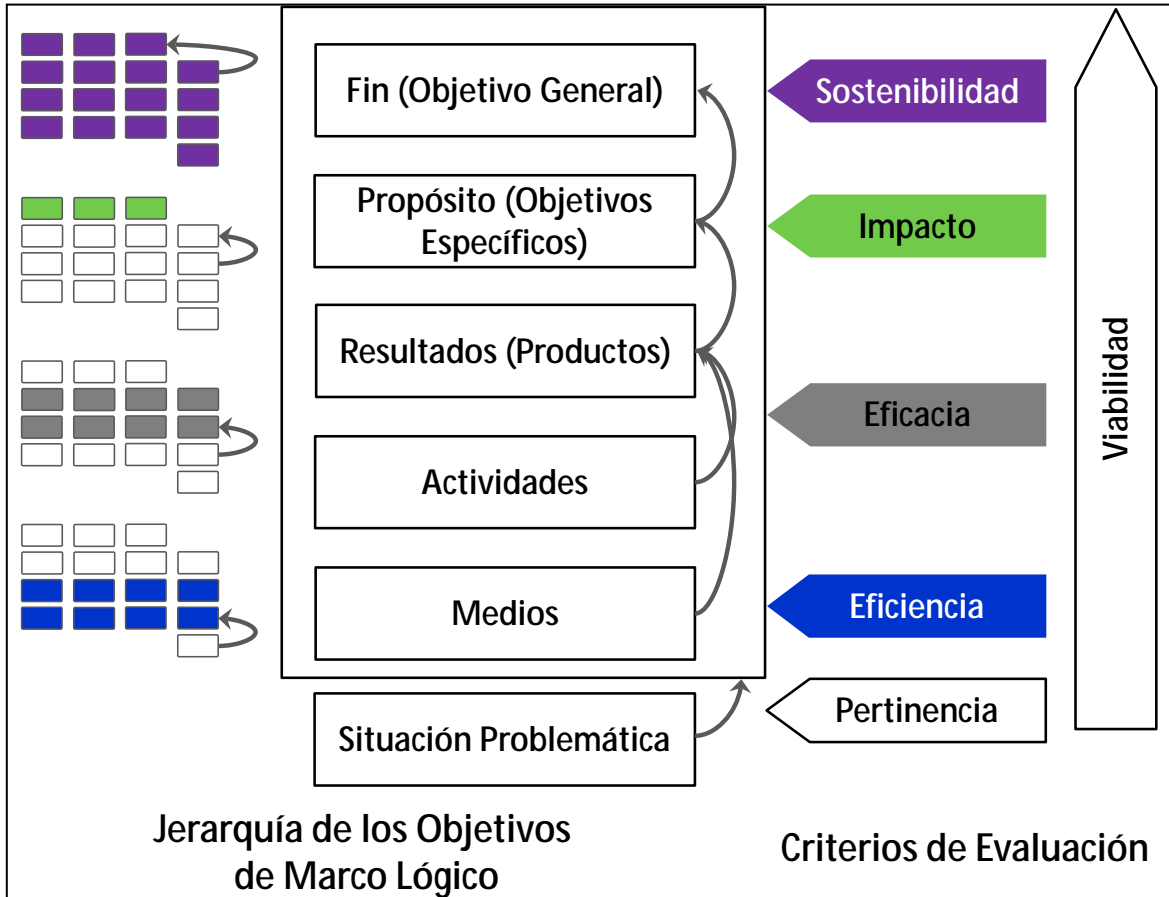 Fin (Objetivo General)
Sostenibilidad
Propósito (Objetivos
Específicos)
Impacto
Resultados (Productos)
Eficacia
Viabilidad
Actividades
Medios
Eficiencia
Situación Problemática
Pertinencia
Jerarquía de los Objetivos
de Marco Lógico
Criterios de Evaluación